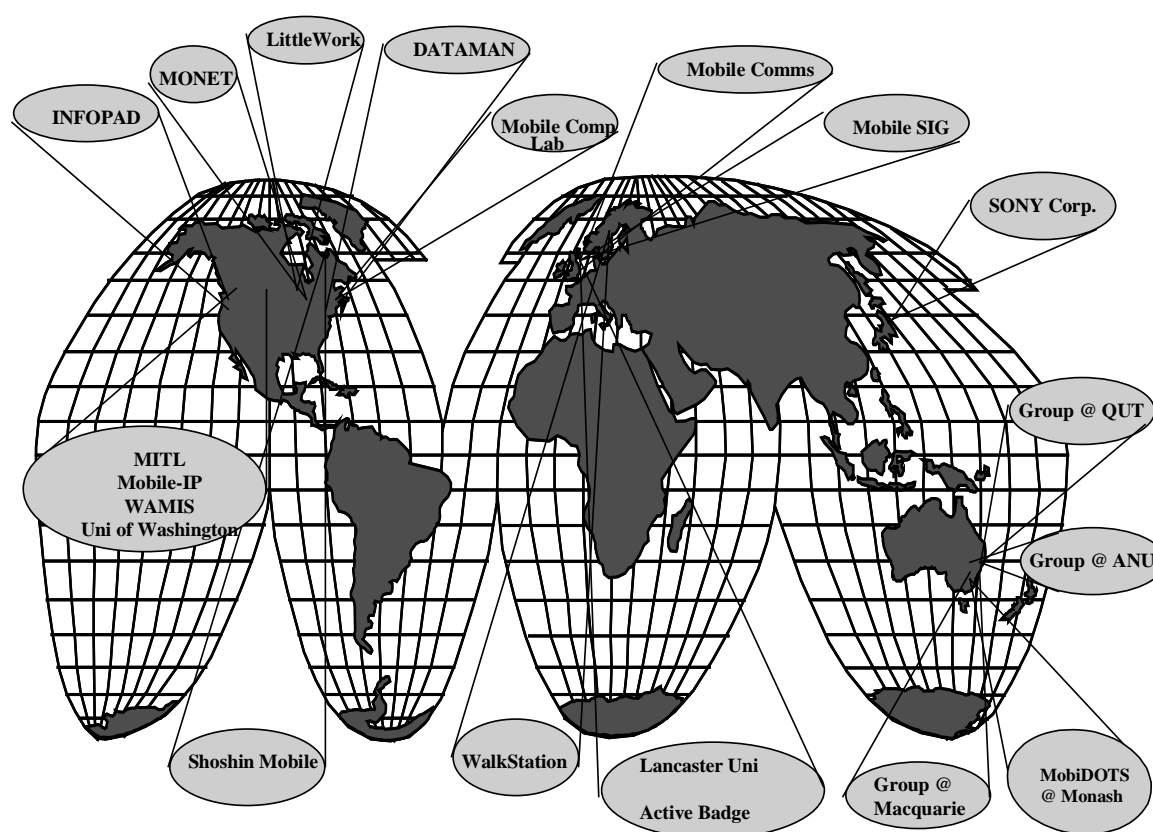 LittleWork
DATAMAN
MONET
Mobile Comms
INFOPAD
Mobile Comp
Lab
Mobile SIG
SONY Corp.
Group @ QUT
MITL
Mobile-IP
WAMIS
Uni of Washington
Group @ ANU
Shoshin Mobile
WalkStation
Lancaster Uni
Active Badge
Group @
Macquarie
MobiDOTS
@ Monash